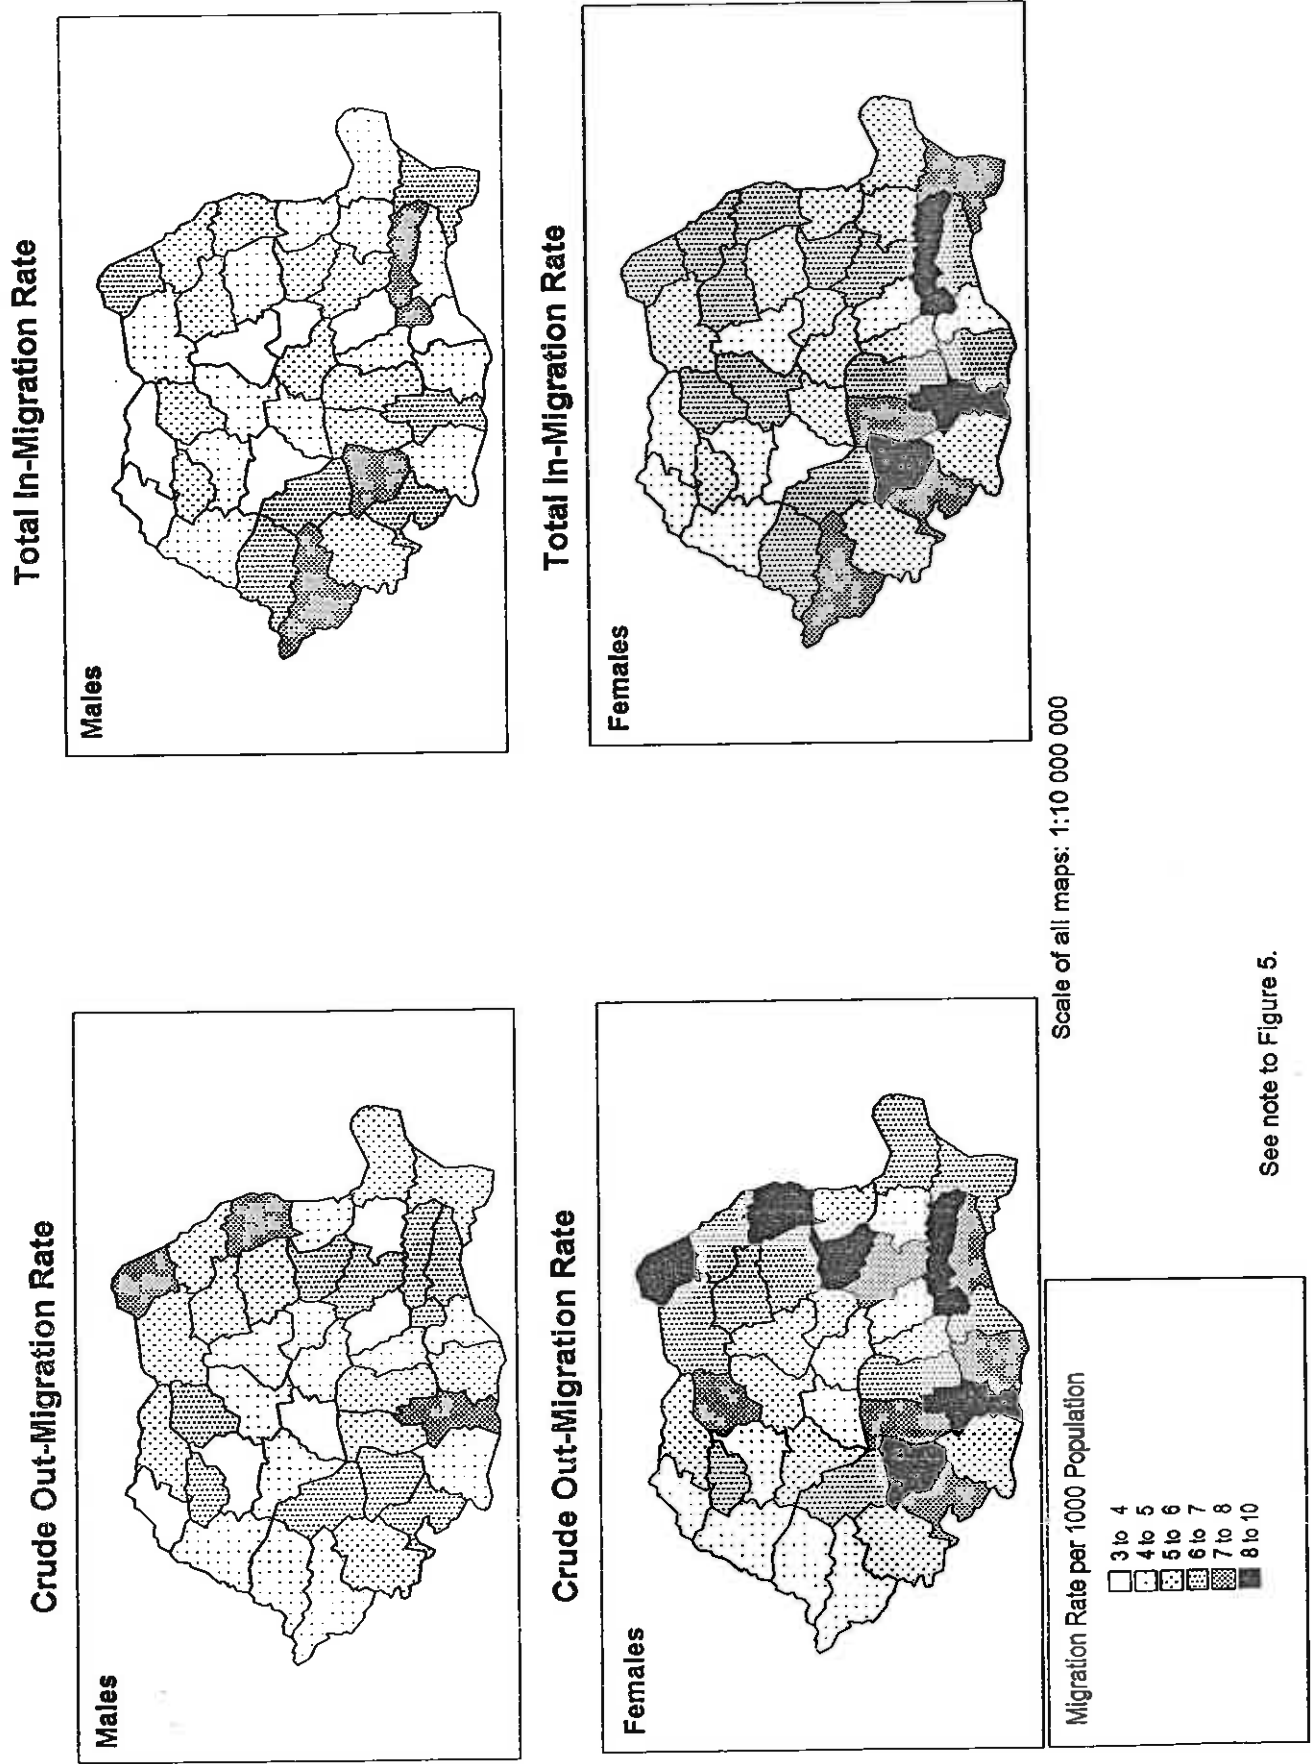 Crude Out-Migration Rate
Total In-Migration Rate
Males
Males
Crude Out-Migration Rate
Total In-Migration Rate
Females
Females
Scale of all maps: 1:10 000 000
Migration Rate per 1000 Population
3 to 4
4 to 5
5 to 6
6 to 7
7 to 8
8 to 10
See note to Figure 5.